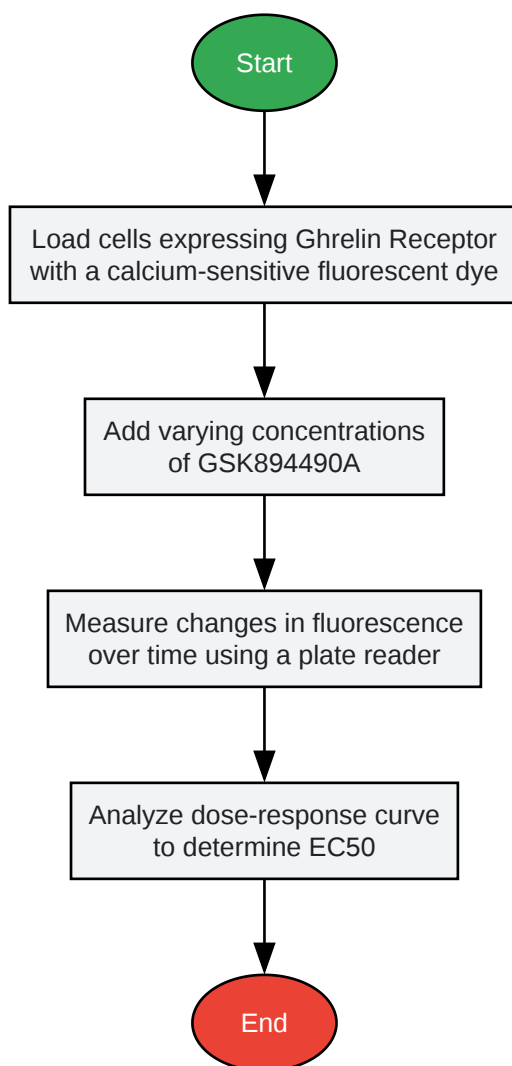 Start
Load cells expressing Ghrelin Receptor
with a calcium-sensitive fluorescent dye
Add varying concentrations
of GSK894490A
Measure changes in fluorescence
over time using a plate reader
Analyze dose-response curve
to determine EC50
End